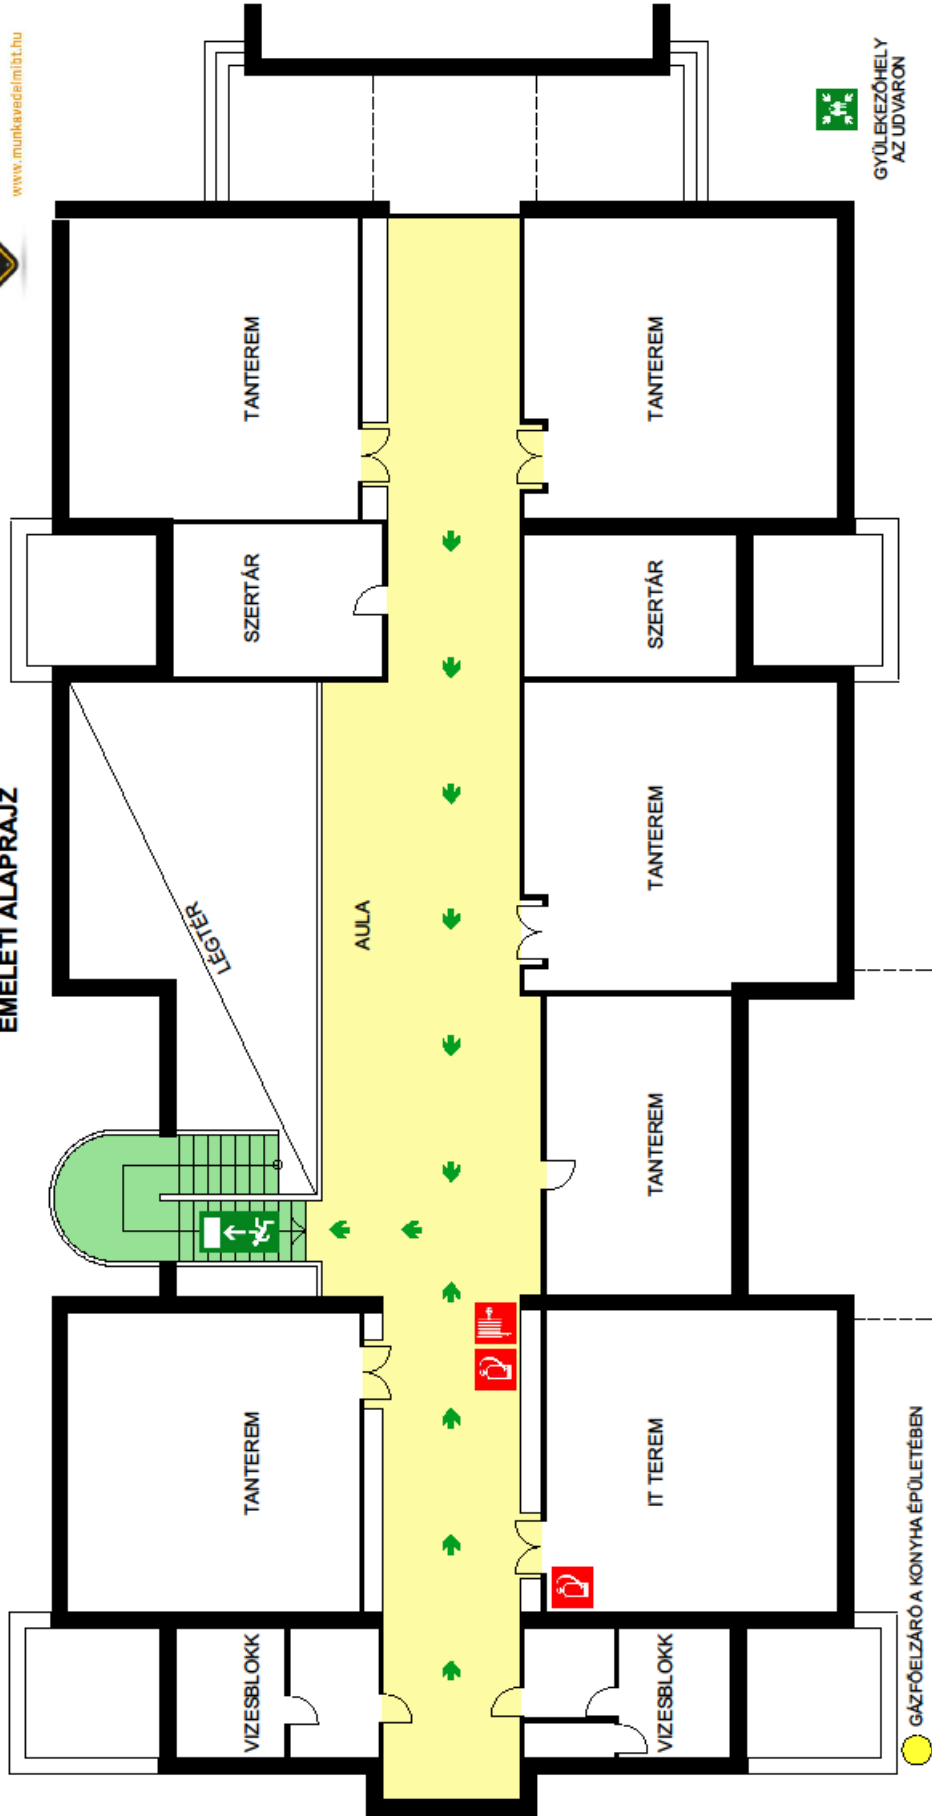 www.munkavedelmibt.hu
EMELETI ALAPRAJZ
VIZESBLOKK
TANTEREM
LÉGTÉR
SZERTÁR
TANTEREM
AULA
VIZESBLOKK
IT TEREM
TANTEREM
TANTEREM
SZERTÁR
TANTEREM
GÁZFŐELZÁRÓ A KONYHA ÉPÜLETÉBEN
GYÜLEKEZŐHELY
AZ UDVARON